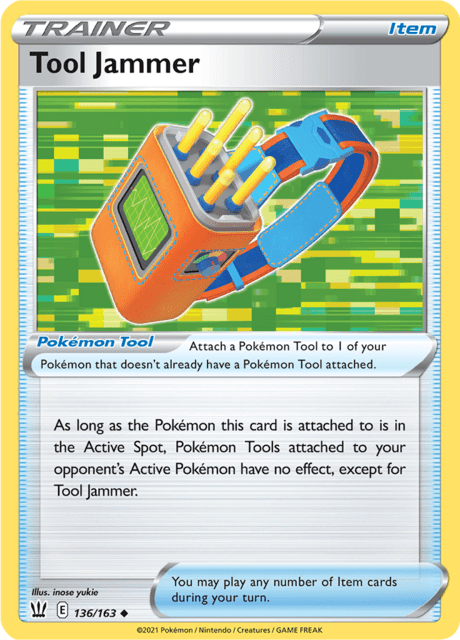 TRAINER
Item
Tool Jammer
Pokémon Tool
Attach a Pokémon Tool to 1 of your
Pokémon that doesn't already have a Pokémon Tool attached.
As long as the Pokémon this card is attached to is in
the Active Spot, Pokémon Tools attached to your
opponent's Active Pokémon have no effect, except for
Tool Jammer.
You may play any number of Item cards
during your turn.
Illus. inose yukie
E 136/163
©2021 Pokémon / Nintendo / Creatures / GAME FREAK